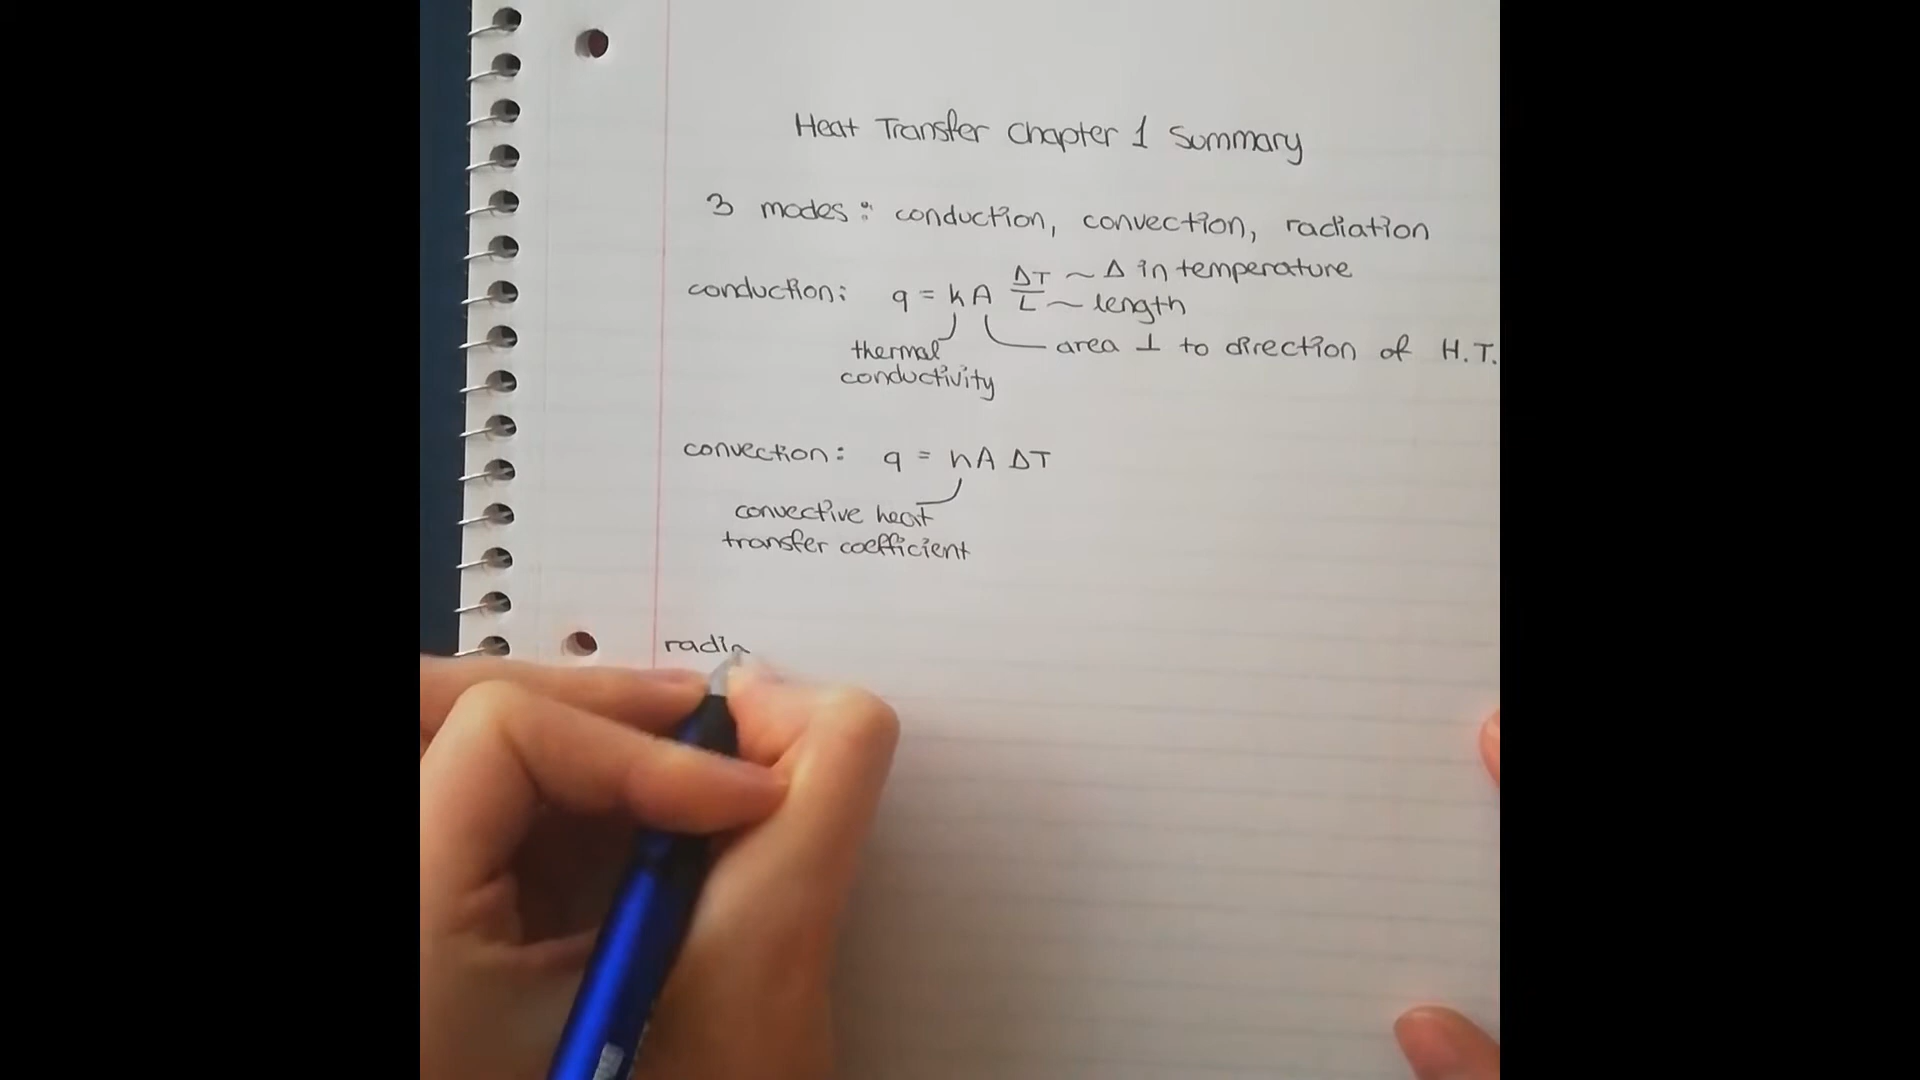 Heat Transfer Chapter 1 Summary
3 modes: conduction, convection, radiation
conduction: q = kA ΔT/L ~ Δ in temperature
~ length
thermal conductivity
area ⊥ to direction of H.T.
convection: q = hA ΔT
convective heat
transfer coefficient
radia